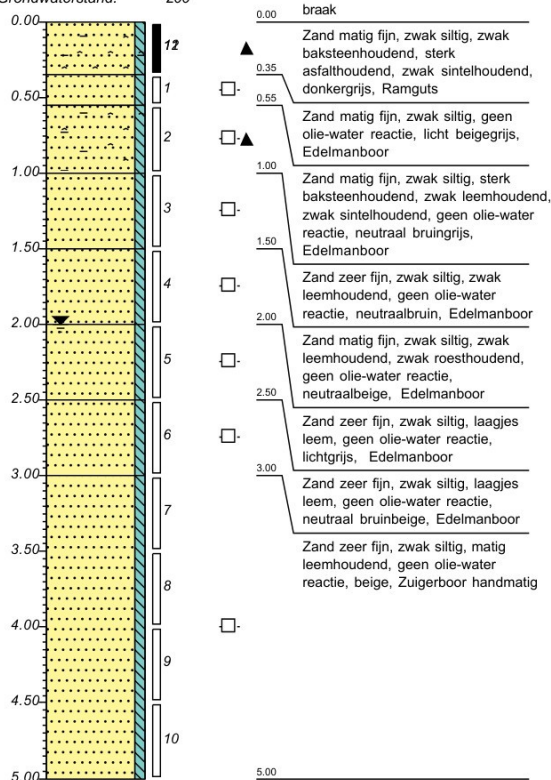 Grondwaterstand: 200
braak
0.00
0.00
Zand matig fijn, zwak siltig, zwak
baksteenhoudend, sterk
asfalthoudend, zwak sintelhoudend,
donkergrijs, Ramguts
0.35
1
0.50
0.55
Zand matig fijn, zwak siltig, geen
olie-water reactie, licht beigegrijs,
Edelmanboor
2
1.00
1.00
Zand matig fijn, zwak siltig, sterk
baksteenhoudend, zwak leemhoudend,
zwak sintelhoudend, geen olie-water
reactie, neutraal bruingrijs,
Edelmanboor
3
1.50
1.50
Zand zeer fijn, zwak siltig, zwak
leemhoudend, geen olie-water
reactie, neutraalbruin, Edelmanboor
4
2.00
2.00
Zand matig fijn, zwak siltig, zwak
leemhoudend, zwak roesthoudend,
geen olie-water reactie,
neutraalbeige, Edelmanboor
5
2.50
2.50
Zand zeer fijn, zwak siltig, laagjes
leem, geen olie-water reactie,
lichtgrijs, Edelmanboor
6
3.00
3.00
Zand zeer fijn, zwak siltig, laagjes
leem, geen olie-water reactie,
neutraal bruinbeige, Edelmanboor
7
3.50
Zand zeer fijn, zwak siltig, matig
leemhoudend, geen olie-water
reactie, beige, Zuigerboor handmatig
8
4.00
9
4.50
10
5.00
5.00